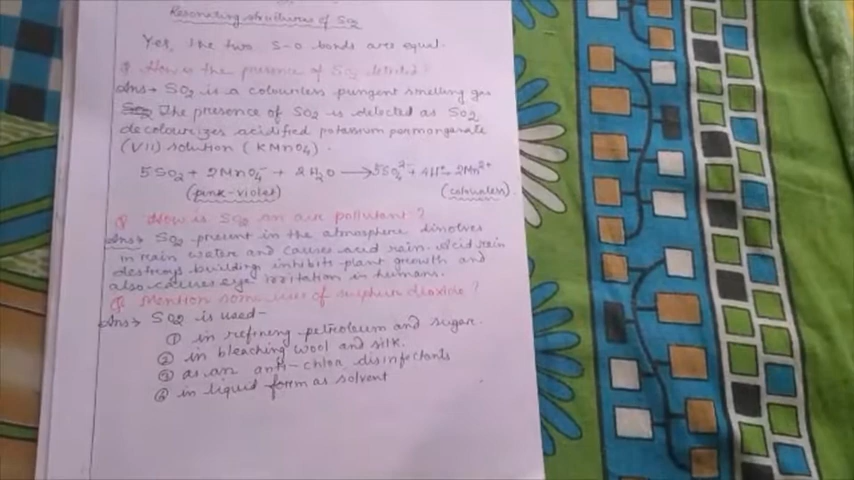 Resonating structures of SO2
Yes, the two S-O bonds are equal.
Q How is the presence of SO2 detected?
Ans→ SO2 is a colourless pungent smelling gas
The presence of SO2 is detected as SO2
decolourizes acidified potassium permanganate
(VII) solution (KMnO4).
5SO2 + 2MnO4⁻ + 2H2O ⟶ 5SO4²⁻ + 4H⁺ + 2Mn²⁺
(pink-violet) (colourless).
Q How is SO2 an air pollutant?
Ans→ SO2 present in the atmosphere dissolves
in rain water and causes acid rain. Acid rain
destroys building, inhibits plant growth and
also causes eye irritation in humans.
Q Mention some uses of sulphur dioxide?
Ans→ SO2 is used-
① in refining petroleum and sugar.
② in bleaching wool and silk.
③ as an anti-chlor disinfectants
④ in liquid form as solvent